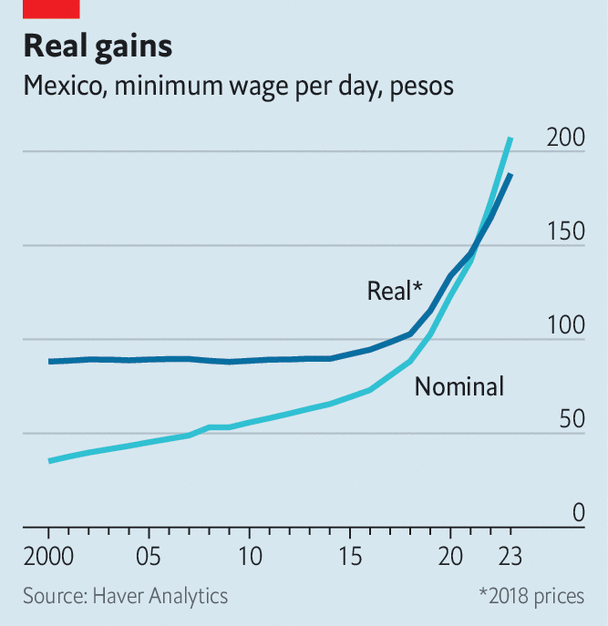 Real gains
Mexico, minimum wage per day, pesos
200
150
Real*
100
Nominal
50
0
2000 05 10 15 20 23
Source: Haver Analytics *2018 prices